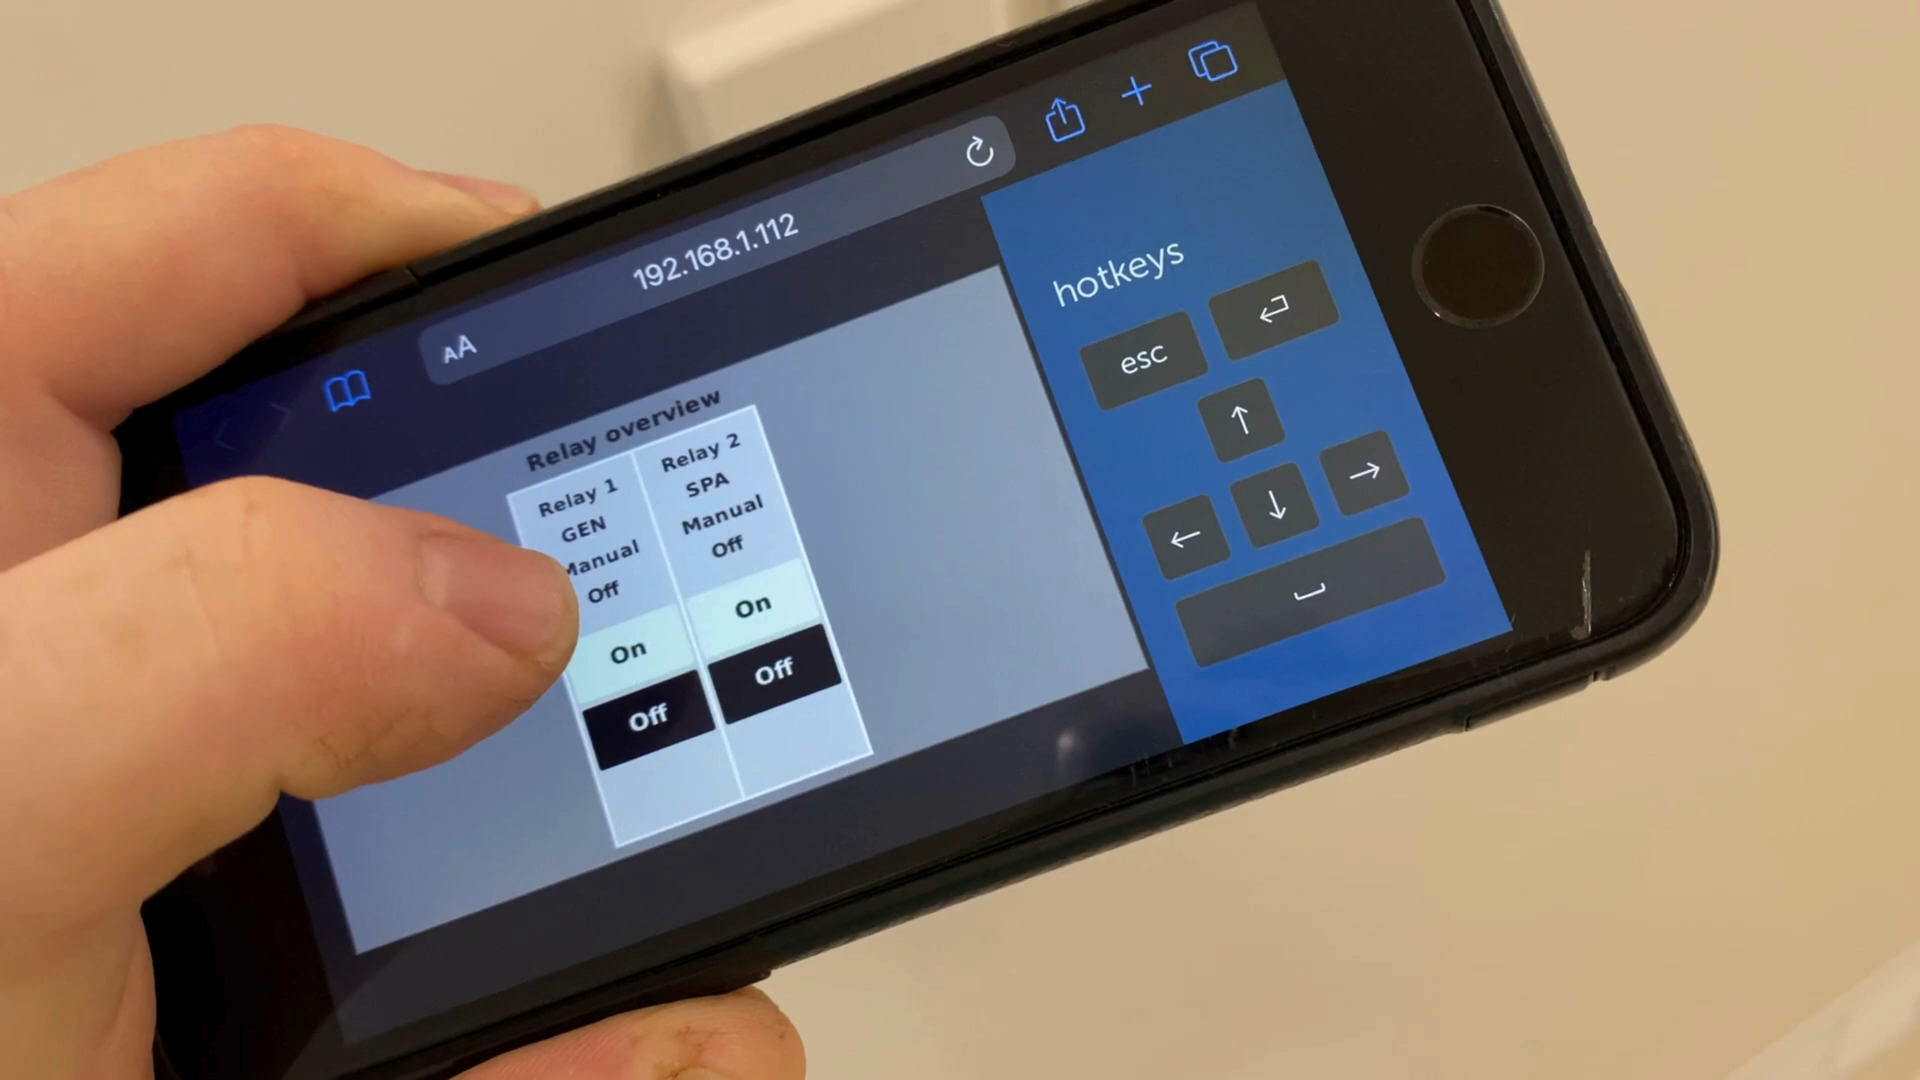 AA
192.168.1.112
Relay overview
Relay 1
GEN
Manual
Off
On
Off
Relay 2
SPA
Manual
Off
On
Off
hotkeys
esc